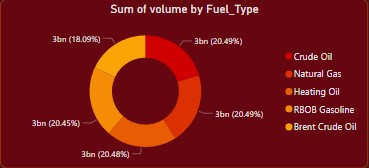 Sum of volume by Fuel_Type
3bn (18.09%)
3bn (20.49%)
Crude Oil
Natural Gas
Heating Oil
RBOB Gasoline
Brent Crude Oil
3bn (20.49%)
3bn (20.45%)
3bn (20.48%)